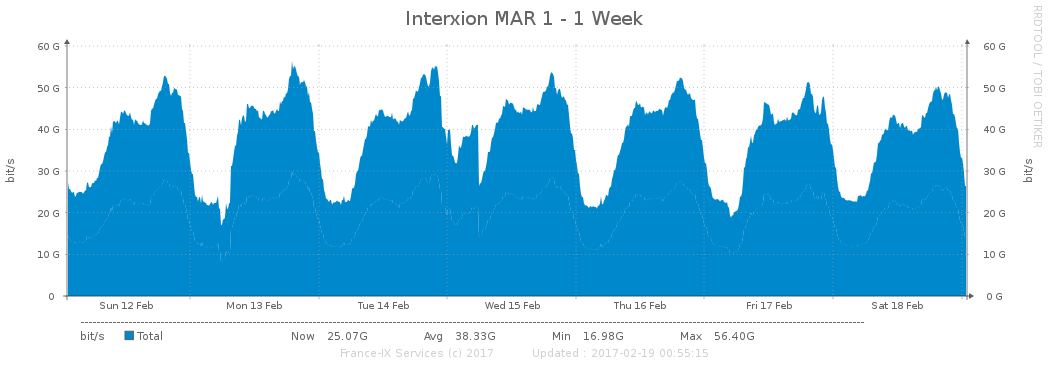 Interxion MAR 1 - 1 Week
RRDTOOL / TOBI OETIKER
bit/s
60 G
50 G
40 G
30 G
20 G
10 G
0
60 G
50 G
40 G
30 G
20 G
10 G
0 G
bit/s
Sun 12 Feb Mon 13 Feb Tue 14 Feb Wed 15 Feb Thu 16 Feb Fri 17 Feb Sat 18 Feb
bit/s Total Now 25.07G Avg 38.33G Min 16.98G Max 56.40G
France-IX Services (c) 2017 Updated : 2017-02-19 00:55:15